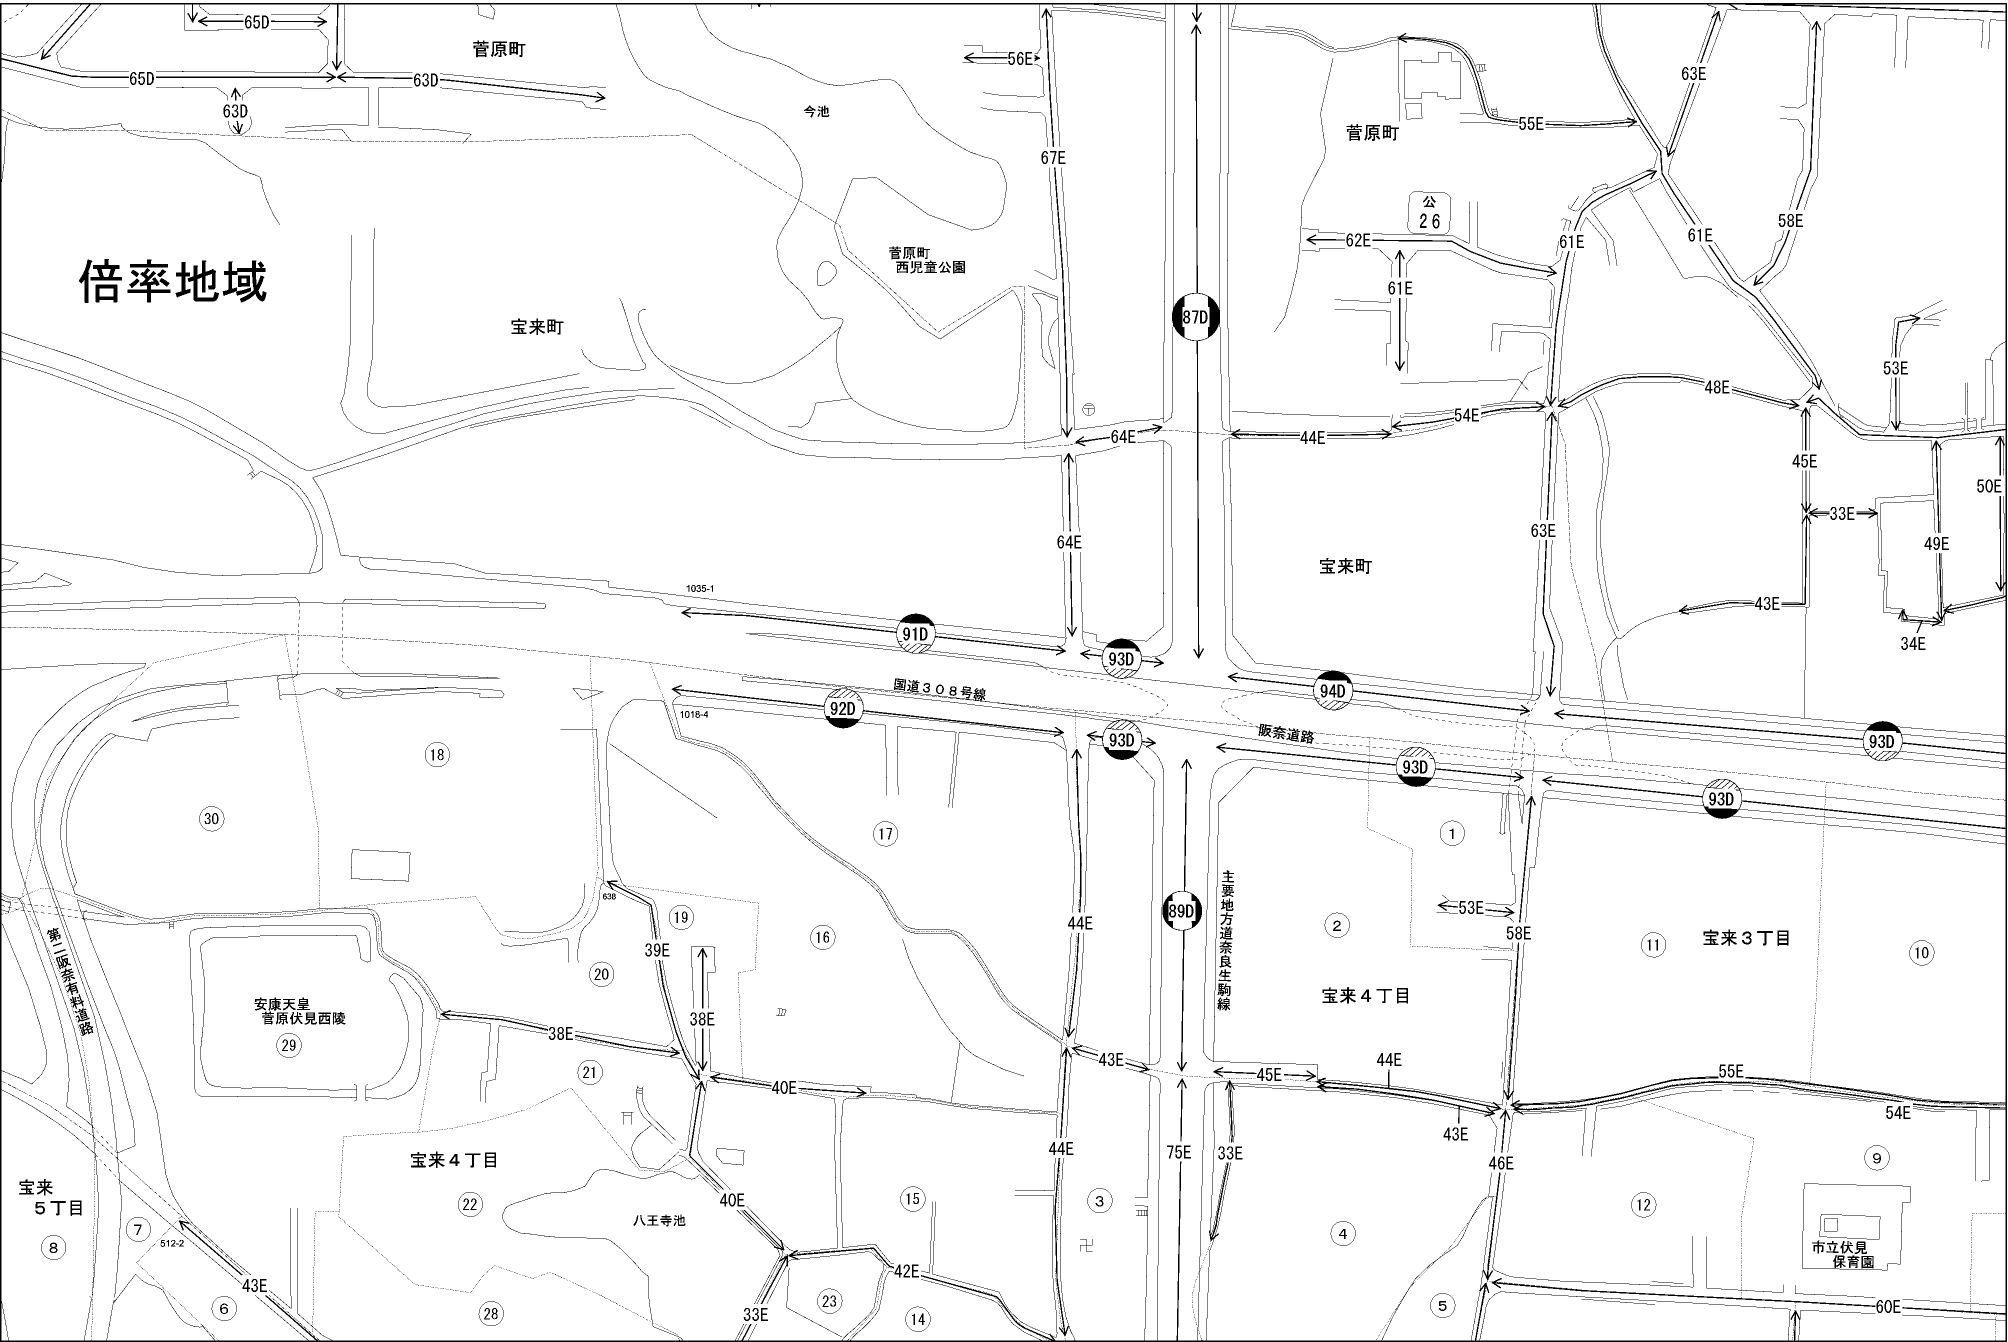 65D
菅原町
56E
63E
65D
63D
63D
今池
55E
菅原町
67E
公
26
58E
61E
61E
62E
菅原町
西児童公園
倍率地域
61E
87D
宝来町
53E
48E
54E
64E
44E
45E
50E
33E
63E
64E
49E
宝来町
1035-1
43E
91D
34E
93D
国道308号線
94D
92D
1018-4
阪奈道路
93D
93D
18
93D
93D
30
17
1
638
主要地方道奈良生駒線
53E
19
89D
44E
2
58E
16
39E
11
宝来3丁目
10
第二阪奈有料道路
20
宝来4丁目
安康天皇
菅原伏見西陵
38E
38E
29
43E
44E
21
45E
55E
40E
54E
43E
44E
75E
33E
46E
9
宝来4丁目
宝来
5丁目
22
40E
15
3
12
7
512-2
八王寺池
8
4
市立伏見
保育園
43E
42E
6
28
33E
23
14
5
60E